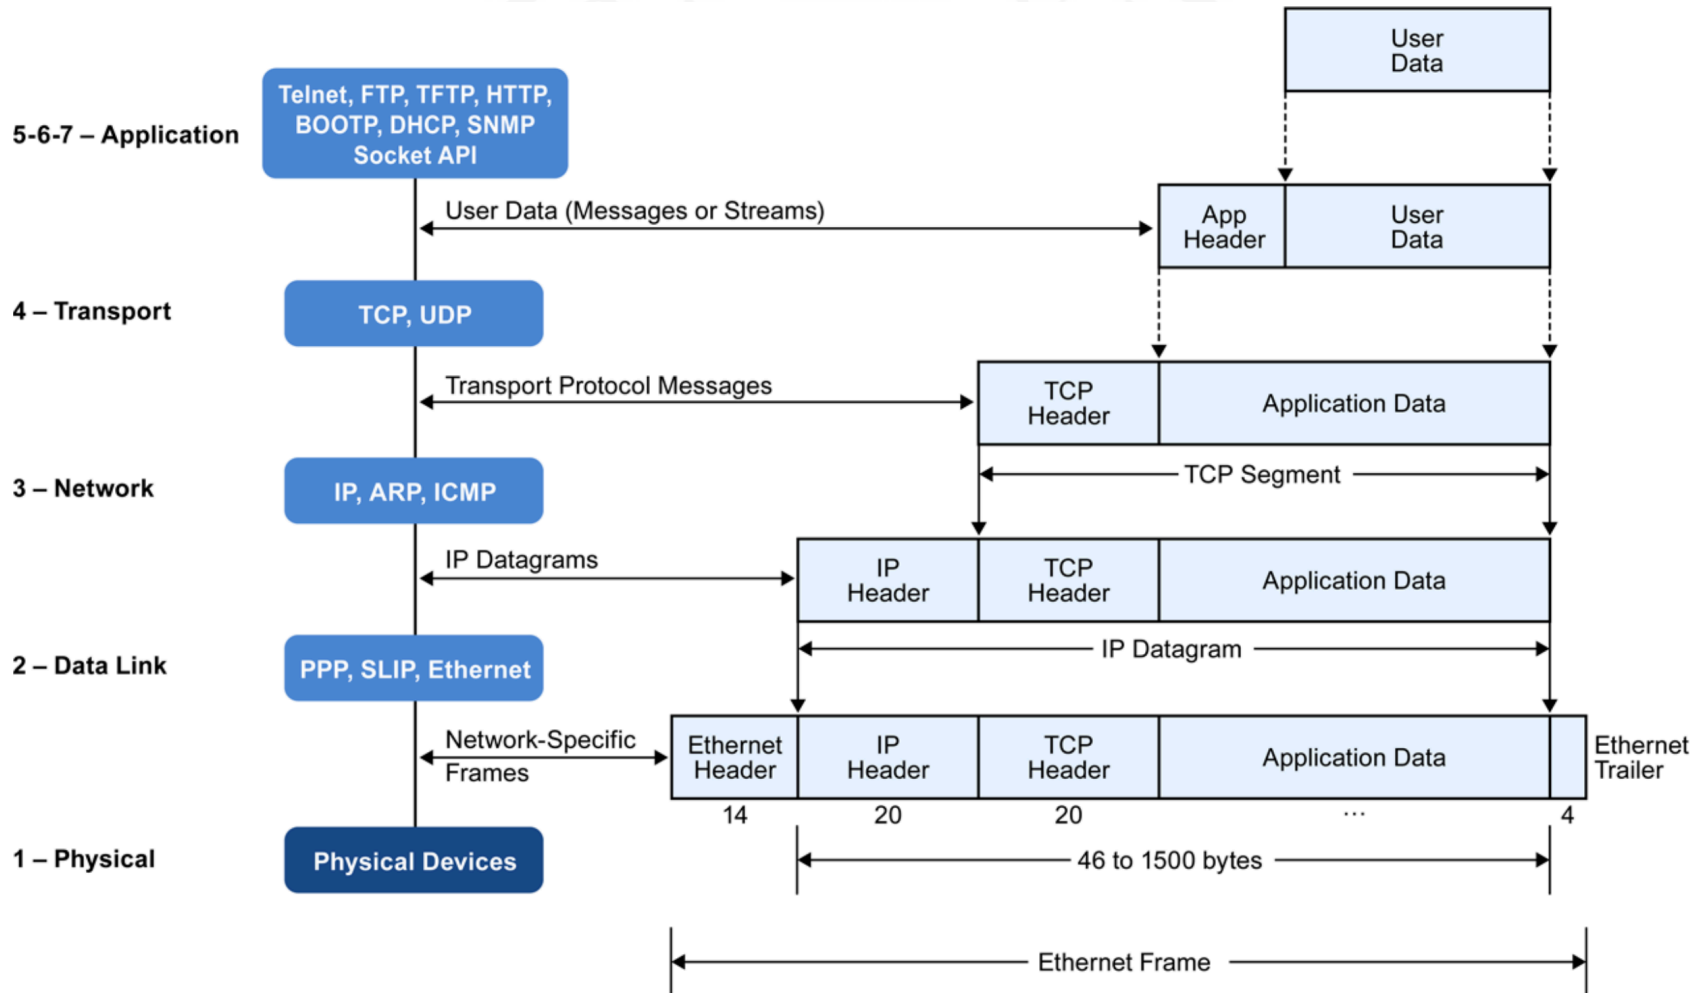 User
Data
Telnet, FTP, TFTP, HTTP,
BOOTP, DHCP, SNMP
Socket API
5-6-7 – Application
User Data (Messages or Streams)
App
Header
User
Data
4 – Transport
TCP, UDP
Transport Protocol Messages
TCP
Header
Application Data
TCP Segment
3 – Network
IP, ARP, ICMP
IP Datagrams
IP
Header
TCP
Header
Application Data
IP Datagram
2 – Data Link
PPP, SLIP, Ethernet
Network-Specific
Frames
Ethernet
Header
IP
Header
TCP
Header
Application Data
Ethernet
Trailer
14
20
20
...
4
1 – Physical
Physical Devices
46 to 1500 bytes
Ethernet Frame